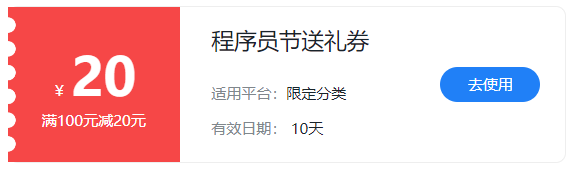 ¥ 20
满100元减20元
程序员节送礼券
适用平台：限定分类
有效日期： 10天
去使用